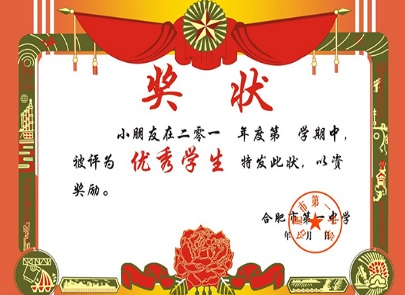 奖状
小朋友在二零一 年度第 学期中，
被评为 优秀学生 特发此状，以资
奖励。
合肥市第一中学
年 月 日